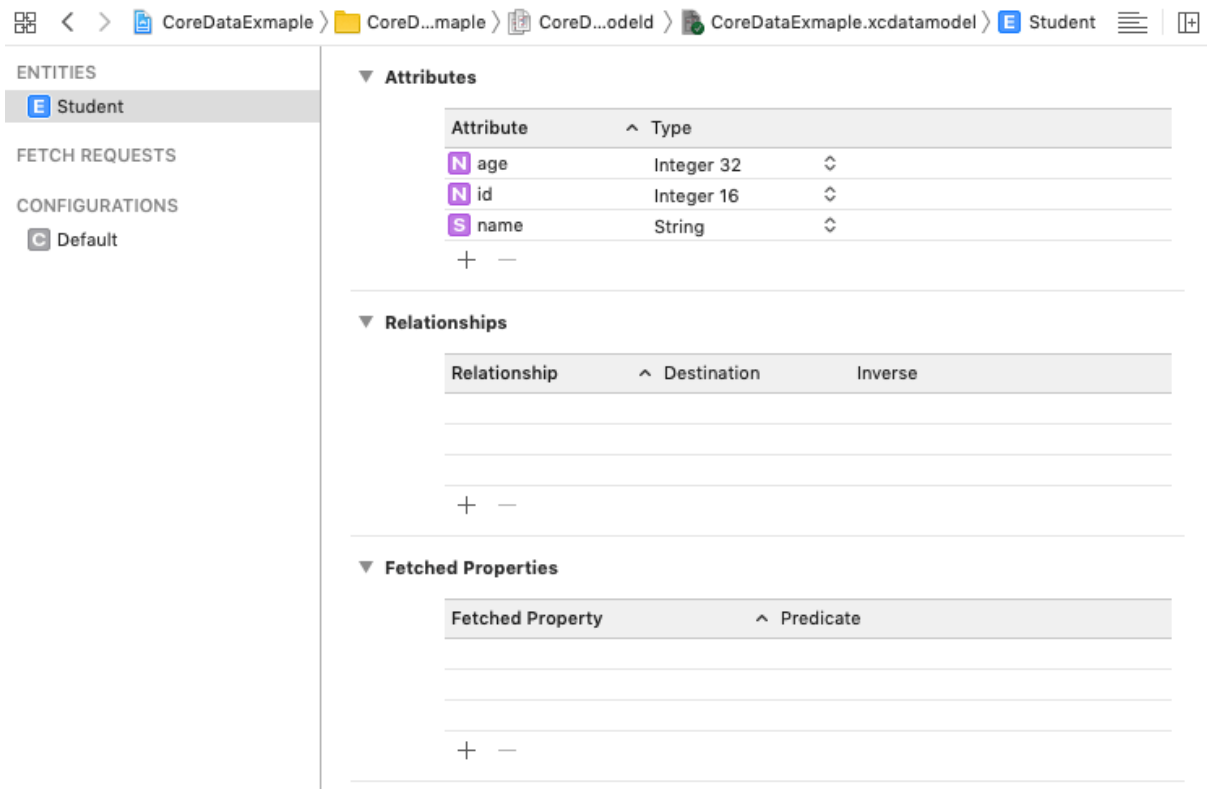 CoreDataExmaple 〉 CoreD...maple 〉 CoreD...odeld 〉 CoreDataExmaple.xcdatamodel 〉 E Student
ENTITIES
E Student
FETCH REQUESTS
CONFIGURATIONS
C Default
Attributes
Attribute Type
N age Integer 32
N id Integer 16
S name String
Relationships
Relationship Destination Inverse
Fetched Properties
Fetched Property Predicate